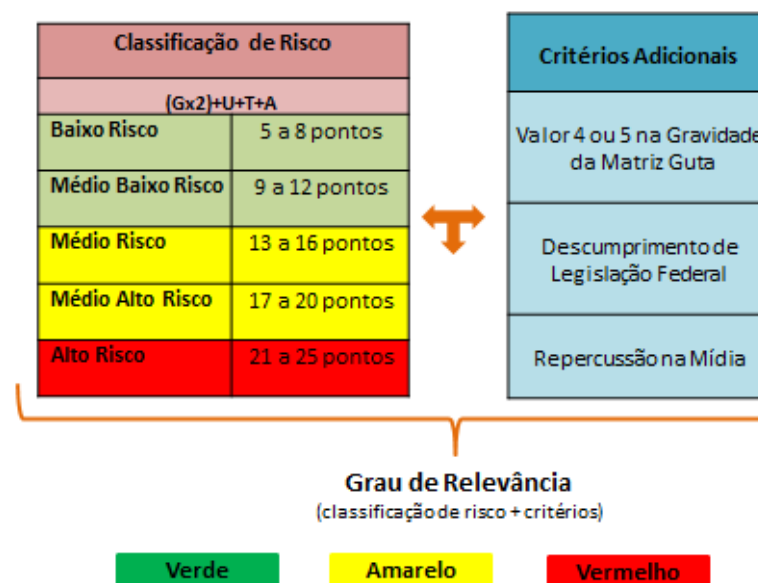 Classificação de Risco
(Gx2)+U+T+A
Baixo Risco 5 a 8 pontos
Médio Baixo Risco 9 a 12 pontos
Médio Risco 13 a 16 pontos
Médio Alto Risco 17 a 20 pontos
Alto Risco 21 a 25 pontos
Critérios Adicionais
Valor 4 ou 5 na Gravidade
da Matriz Guta
Descumprimento de
Legislação Federal
Repercussão na Mídia
Grau de Relevância
(classificação de risco + critérios)
Verde Amarelo Vermelho